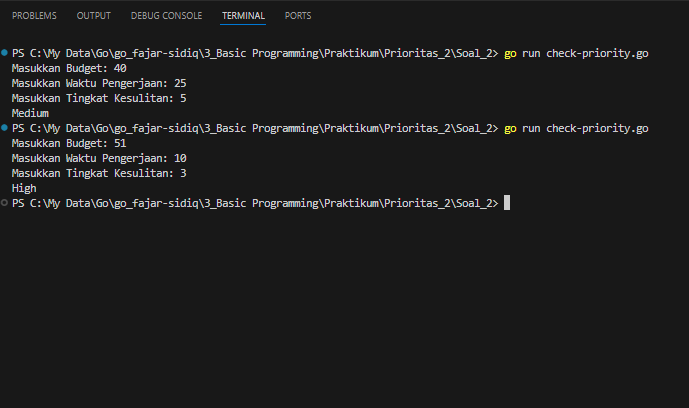 PROBLEMS OUTPUT DEBUG CONSOLE TERMINAL PORTS
PS C:\My Data\Go\go_fajar-sidiq\3_Basic Programming\Praktikum\Prioritas_2\Soal_2> go run check-priority.go
Masukkan Budget: 40
Masukkan Waktu Pengerjaan: 25
Masukkan Tingkat Kesulitan: 5
Medium
PS C:\My Data\Go\go_fajar-sidiq\3_Basic Programming\Praktikum\Prioritas_2\Soal_2> go run check-priority.go
Masukkan Budget: 51
Masukkan Waktu Pengerjaan: 10
Masukkan Tingkat Kesulitan: 3
High
PS C:\My Data\Go\go_fajar-sidiq\3_Basic Programming\Praktikum\Prioritas_2\Soal_2>